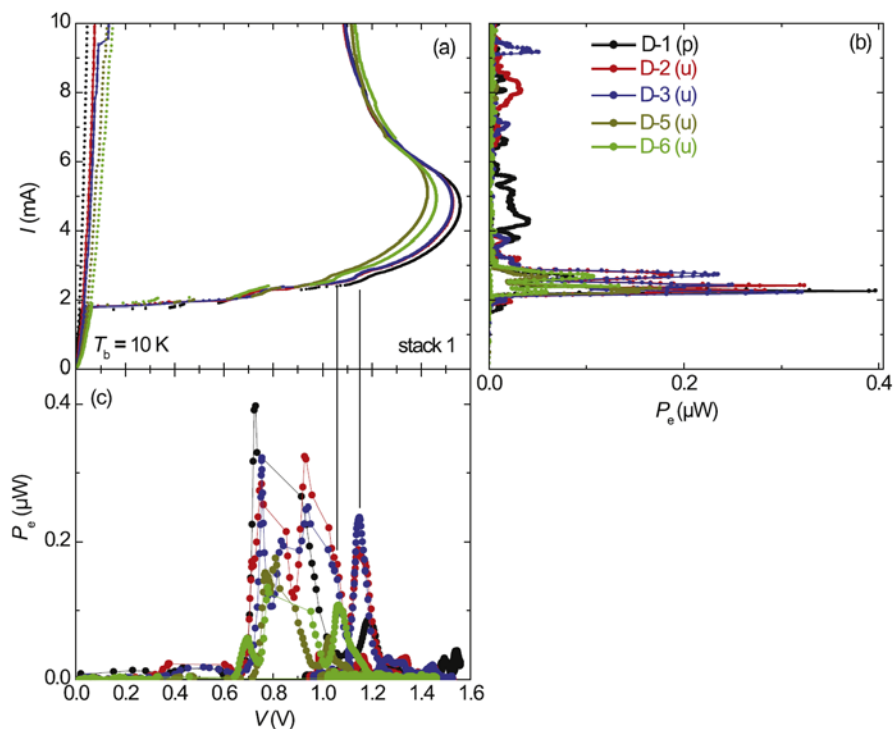 10
8
6
4
2
0
I (mA)
(a)
T_b = 10 K
stack 1
(b)
D-1 (p)
D-2 (u)
D-3 (u)
D-5 (u)
D-6 (u)
0.0 0.2 0.4
P_e (μW)
(c)
0.4
0.2
0.0
P_e (μW)
0.0 0.2 0.4 0.6 0.8 1.0 1.2 1.4 1.6
V (V)